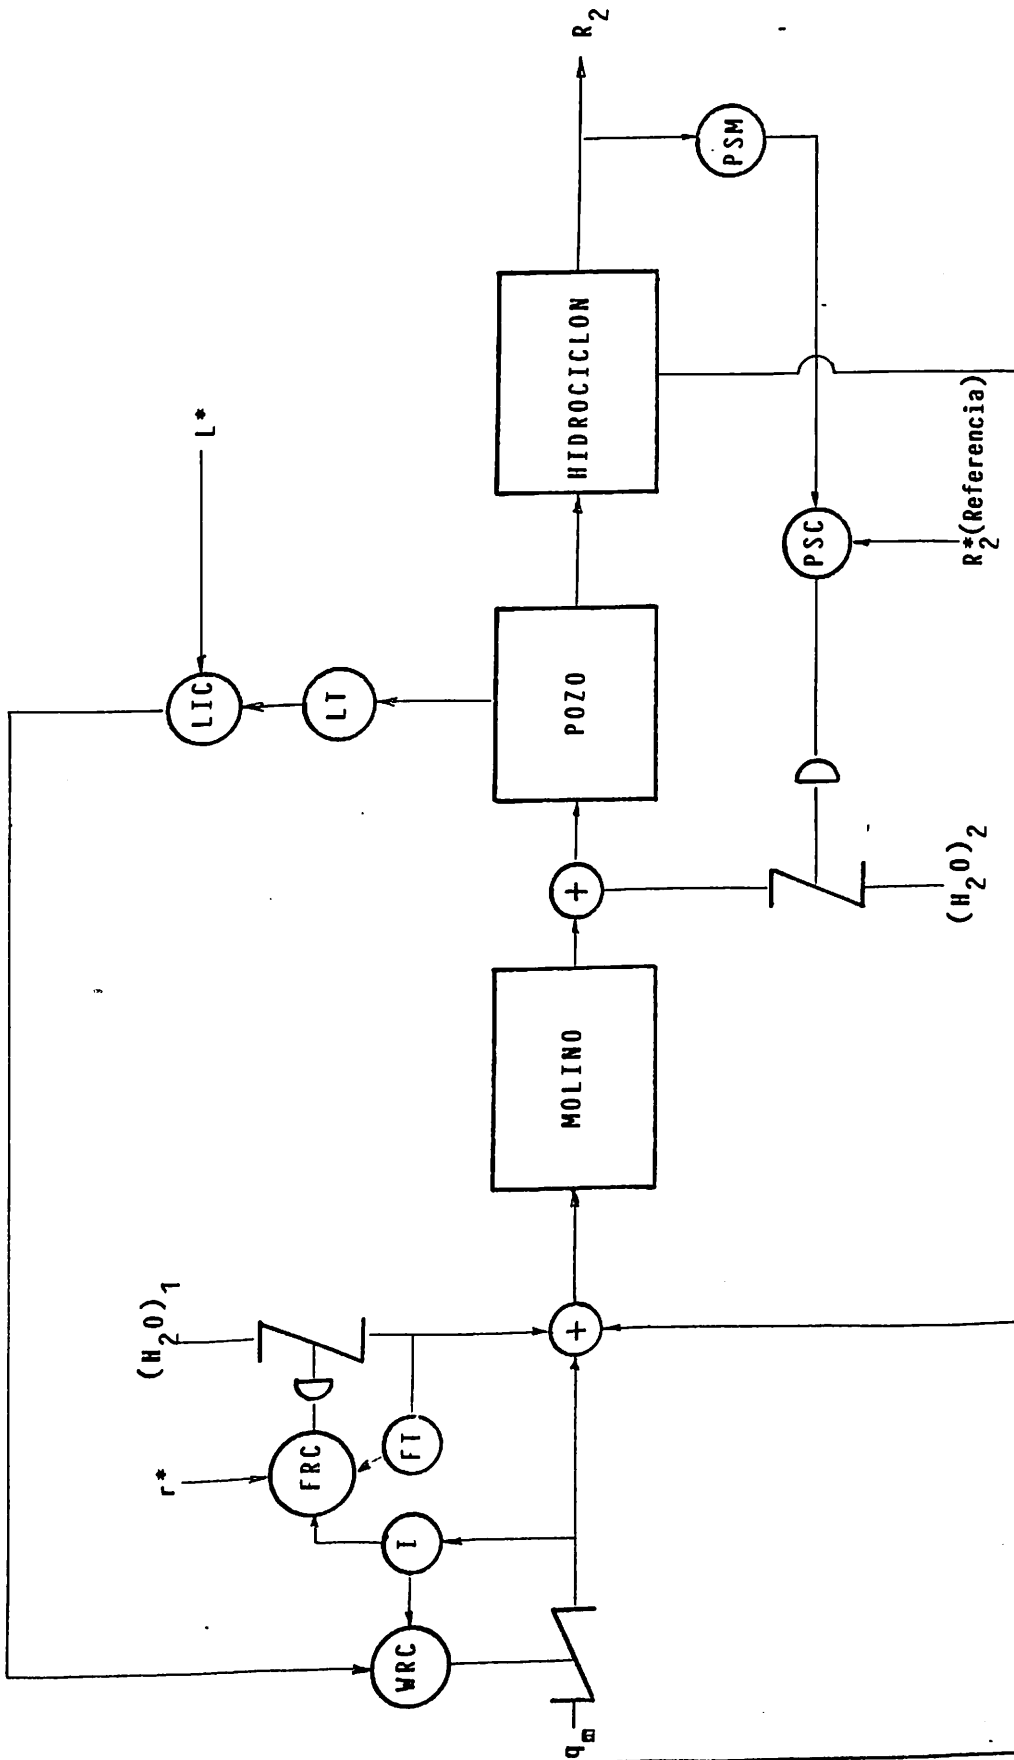 L*
LIC
LT
(H₂O)₁
r*
FRC
FT
I
WRC
qm
MOLINO
POZO
HIDROCICLON
R₂
PSM
PSC
R₂*(Referencia)
(H₂O)₂
+
+